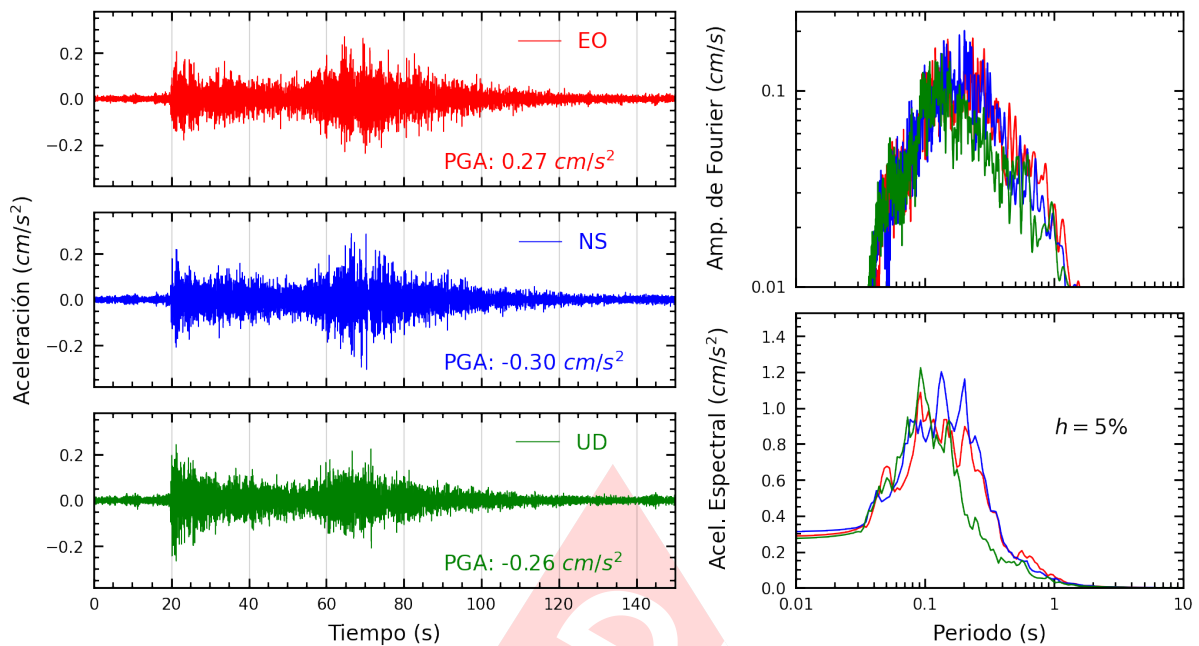 Aceleración (cm/s²)
0.2
0.0
−0.2
EO
PGA: 0.27 cm/s²
0.2
0.0
−0.2
NS
PGA: -0.30 cm/s²
0.2
0.0
−0.2
UD
PGA: -0.26 cm/s²
0 20 40 60 80 100 120 140
Tiempo (s)
Amp. de Fourier (cm/s)
0.1
0.01
Acel. Espectral (cm/s²)
1.4
1.2
1.0
0.8
0.6
0.4
0.2
0.0
h = 5%
0.01 0.1 1 10
Periodo (s)